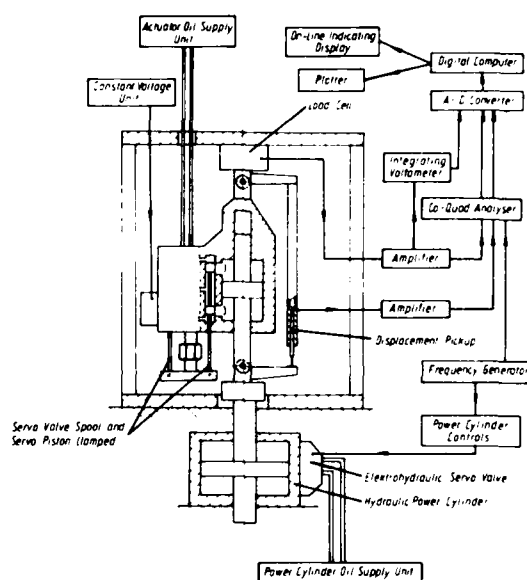 Actuator Oil Supply
Unit
On-Line Indicating
Display
Digital Computer
Constant Voltage
Unit
Plotter
A-D Converter
Load Cell
Integrating
Voltameter
Co-Quad Analyser
Amplifier
Amplifier
Displacement Pickup
Frequency Generator
Servo Valve Spool and
Servo Piston Clamped
Power Cylinder
Controls
Elektrohydraulic Servo Valve
Hydraulic Power Cylinder
Power Cylinder Oil Supply Unit